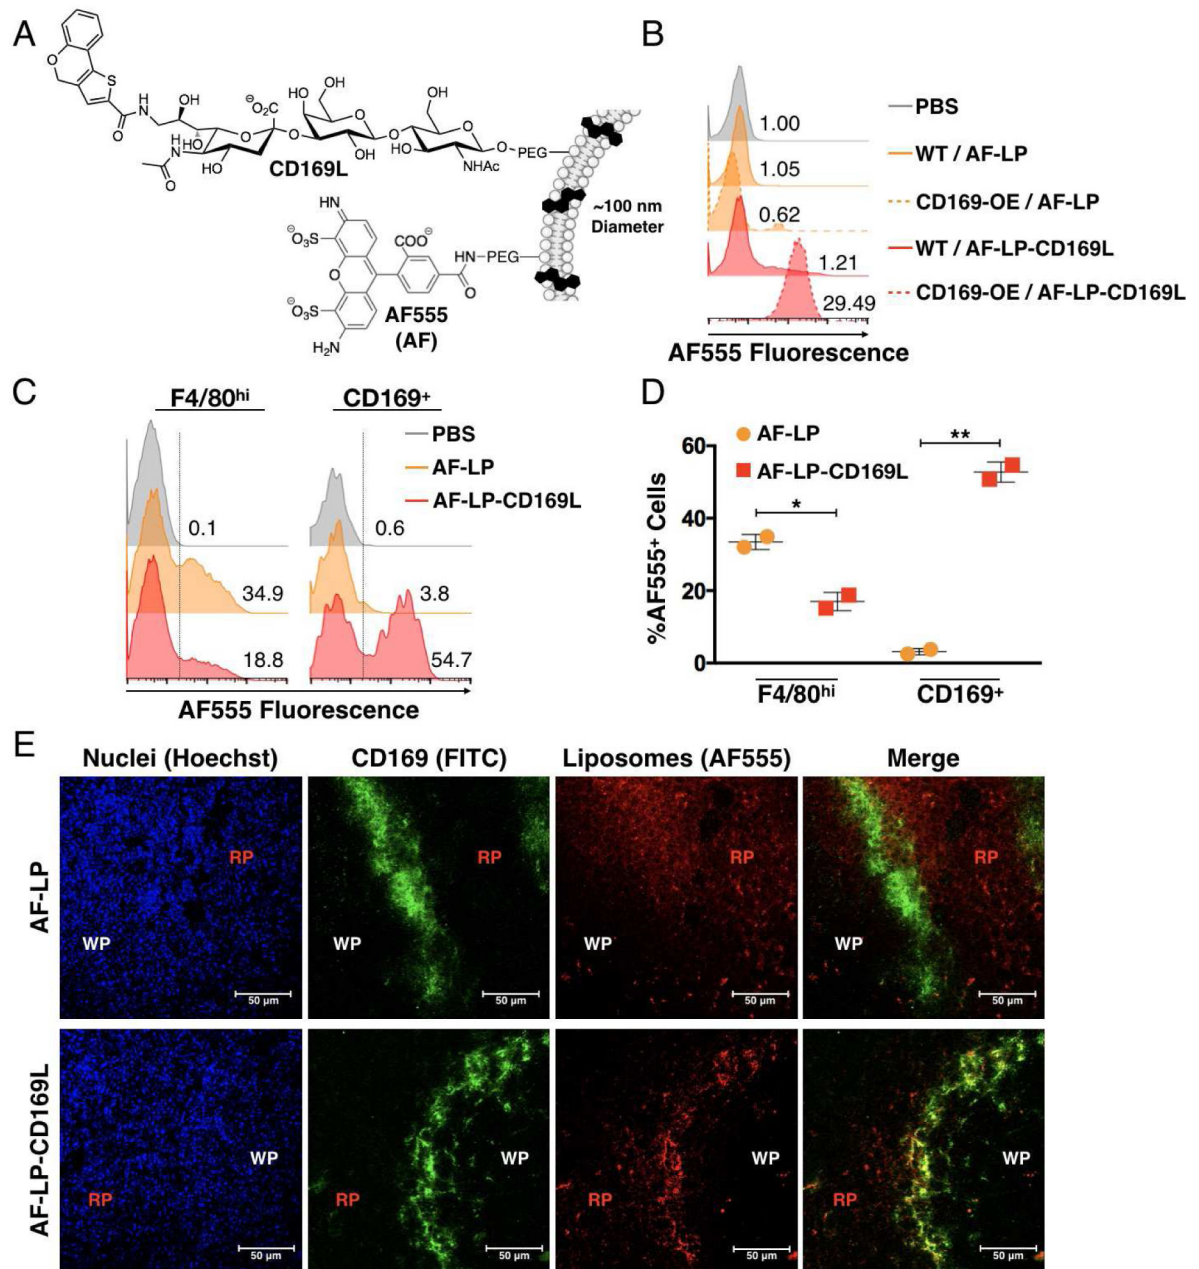 A
O
S
O
H
N
OH
O
⊖
CO₂
OH
OH
OH
HO
H
N
O
HO
O
O
O
HO
O
OH
O
HO
O
O
NHAc
PEG
CD169L
NH
⊖
O₃S
⊖
O₃S
O
H₂N
COO⊖
HN
O
PEG
AF555
(AF)
~100 nm
Diameter
B
1.00
1.05
0.62
1.21
29.49
PBS
WT / AF-LP
CD169-OE / AF-LP
WT / AF-LP-CD169L
CD169-OE / AF-LP-CD169L
AF555 Fluorescence
C
F4/80ʰⁱ
CD169⁺
PBS
AF-LP
AF-LP-CD169L
0.1
0.6
34.9
3.8
18.8
54.7
AF555 Fluorescence
D
AF-LP
AF-LP-CD169L
%AF555⁺ Cells
60
40
20
0
*
**
F4/80ʰⁱ
CD169⁺
E
Nuclei (Hoechst)
CD169 (FITC)
Liposomes (AF555)
Merge
AF-LP
RP
WP
50 µm
RP
WP
50 µm
RP
WP
50 µm
RP
WP
50 µm
AF-LP-CD169L
WP
RP
50 µm
WP
RP
50 µm
WP
RP
50 µm
WP
RP
50 µm